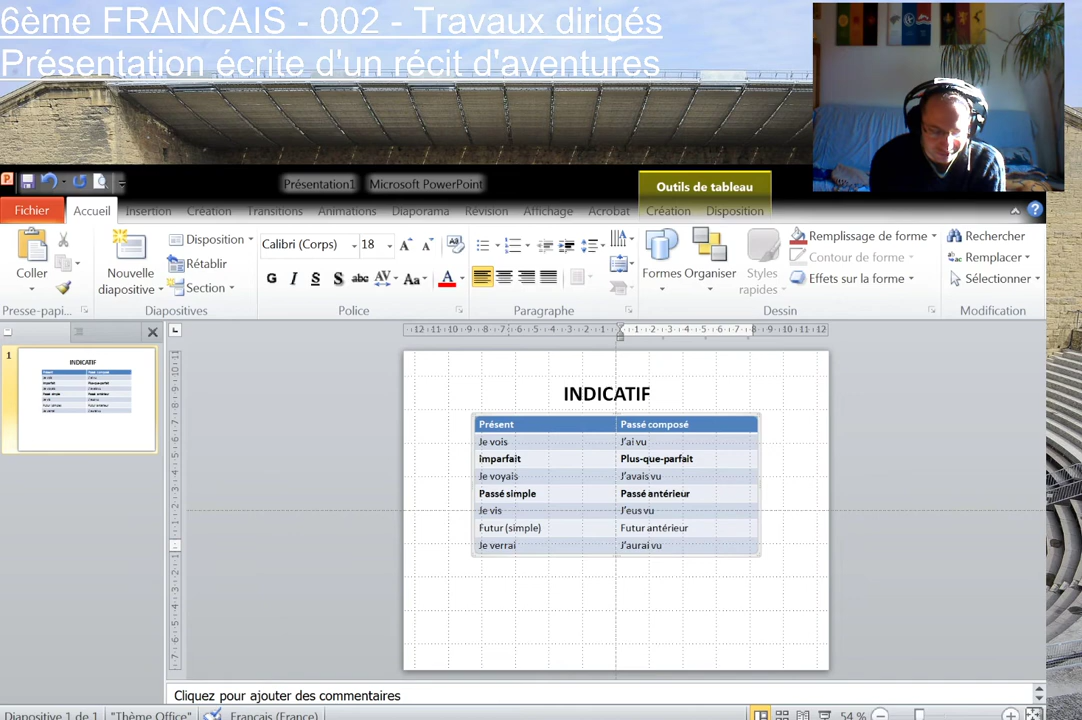 6ème FRANCAIS - 002 - Travaux dirigés
Présentation écrite d'un récit d'aventures
Présentation1 Microsoft PowerPoint
Outils de tableau
Fichier Accueil Insertion Création Transitions Animations Diaporama Révision Affichage Acrobat Création Disposition
Coller
Nouvelle diapositive
Disposition
Rétablir
Section
Calibri (Corps) 18
G I S S abc AV Aa A
Formes Organiser Styles rapides
Remplissage de forme
Contour de forme
Effets sur la forme
Rechercher
Remplacer
Sélectionner
Presse-papi... Diapositives Police Paragraphe Dessin Modification
1
INDICATIF
Présent Passé composé
Je vois J'ai vu
imparfait Plus-que-parfait
Je voyais J'avais vu
Passé simple Passé antérieur
Je vis J'eus vu
Futur (simple) Futur antérieur
Je verrai J'aurai vu
Cliquez pour ajouter des commentaires
Diapositive 1 de 1 "Thème Office" Français (France) 54 %